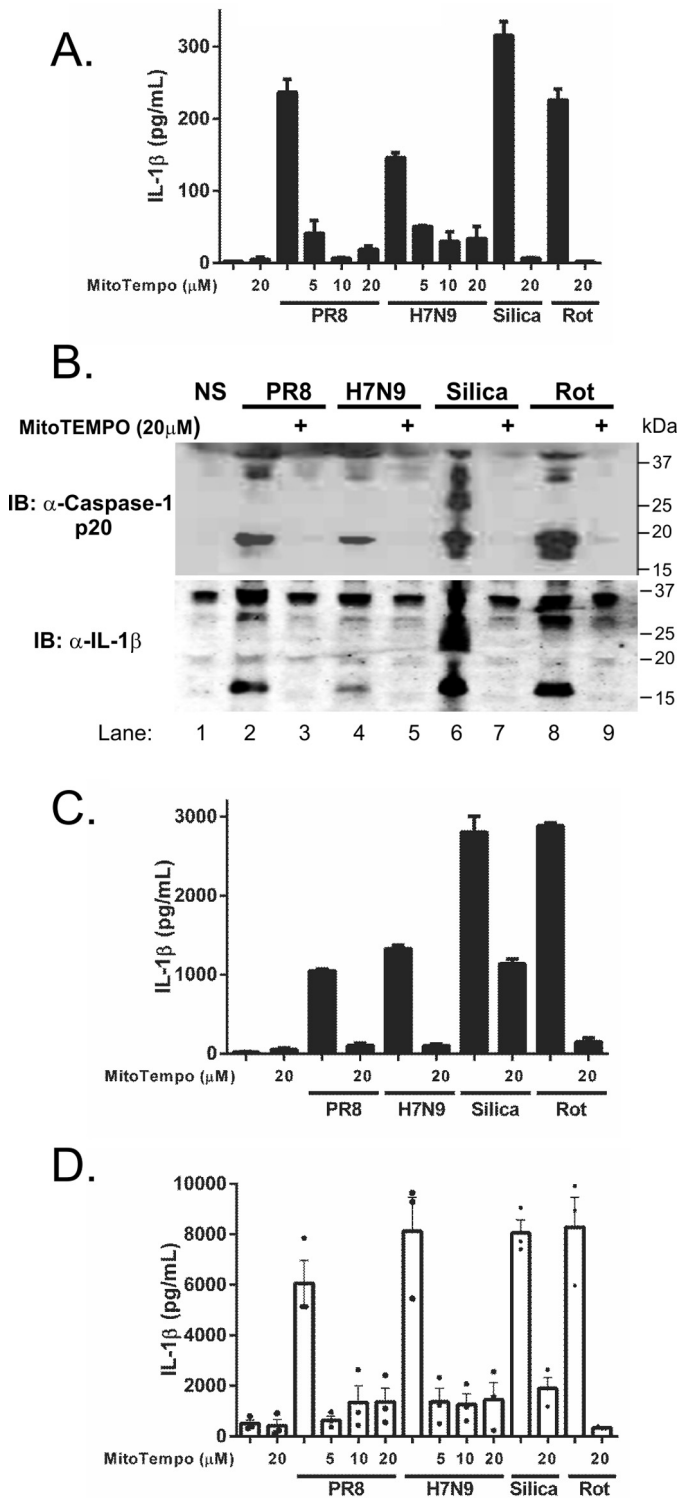 A.
IL-1β (pg/mL)
300
200
100
0
MitoTempo (μM) 20 5 10 20 5 10 20 20 20
PR8 H7N9 Silica Rot
B.
NS PR8 H7N9 Silica Rot
MitoTEMPO (20μM) + + + + kDa
IB: α-Caspase-1
p20
37
25
20
15
IB: α-IL-1β
37
25
20
15
Lane: 1 2 3 4 5 6 7 8 9
C.
IL-1β (pg/mL)
3000
2000
1000
0
MitoTempo (μM) 20 20 20 20 20
PR8 H7N9 Silica Rot
D.
IL-1β (pg/mL)
10000
8000
6000
4000
2000
0
MitoTempo (μM) 20 5 10 20 5 10 20 20 20
PR8 H7N9 Silica Rot